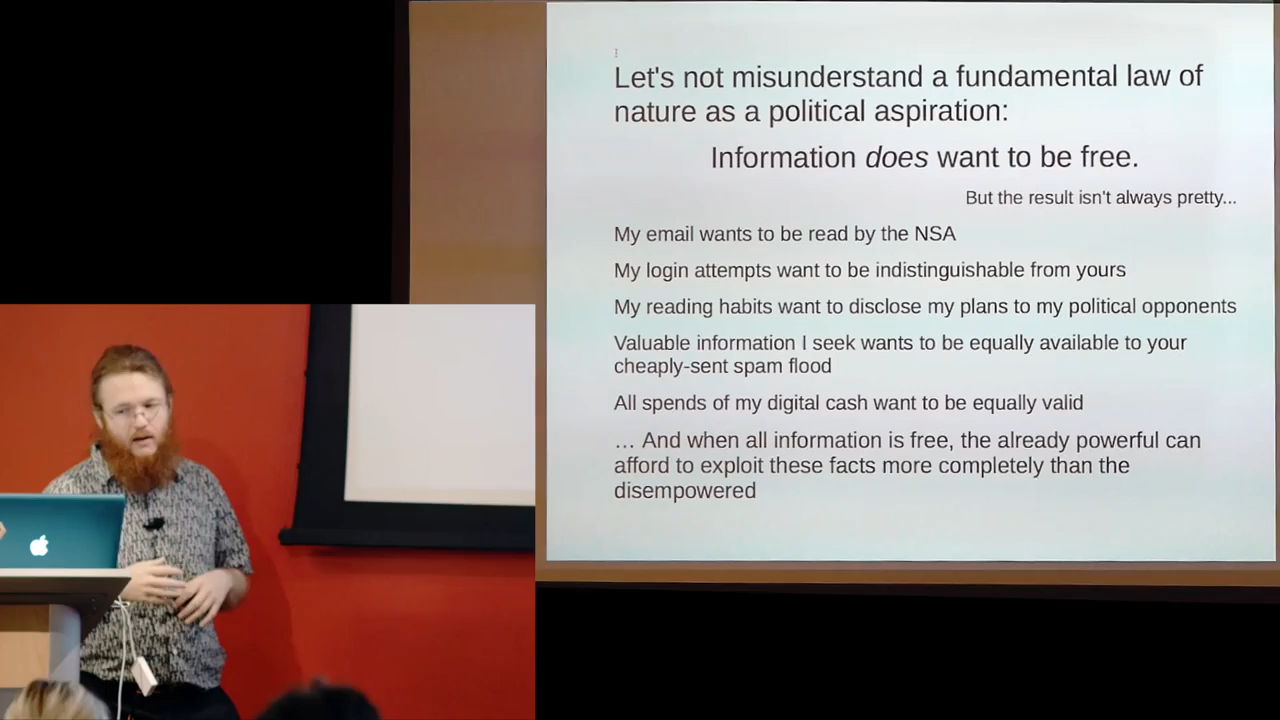 Let's not misunderstand a fundamental law of
nature as a political aspiration:
Information does want to be free.
But the result isn't always pretty...
My email wants to be read by the NSA
My login attempts want to be indistinguishable from yours
My reading habits want to disclose my plans to my political opponents
Valuable information I seek wants to be equally available to your
cheaply-sent spam flood
All spends of my digital cash want to be equally valid
… And when all information is free, the already powerful can
afford to exploit these facts more completely than the
disempowered